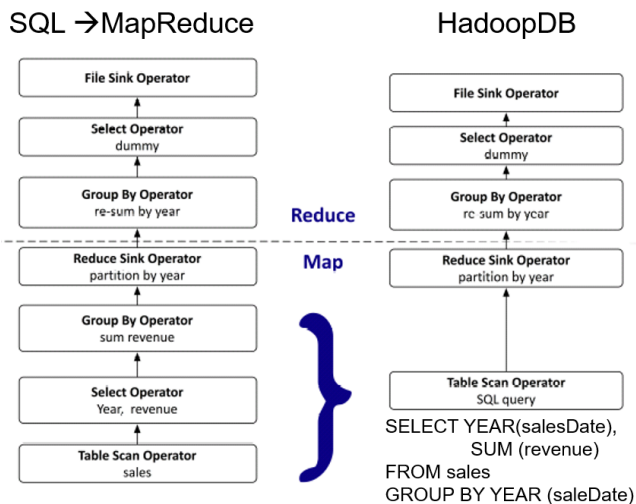 SQL →MapReduce
File Sink Operator
Select Operator
dummy
Group By Operator
re-sum by year
Reduce Sink Operator
partition by year
Group By Operator
sum revenue
Select Operator
Year, revenue
Table Scan Operator
sales
Reduce
Map
HadoopDB
File Sink Operator
Select Operator
dummy
Group By Operator
re-sum by year
Reduce Sink Operator
partition by year
Table Scan Operator
SQL query
SELECT YEAR(salesDate),
SUM (revenue)
FROM sales
GROUP BY YEAR (saleDate)